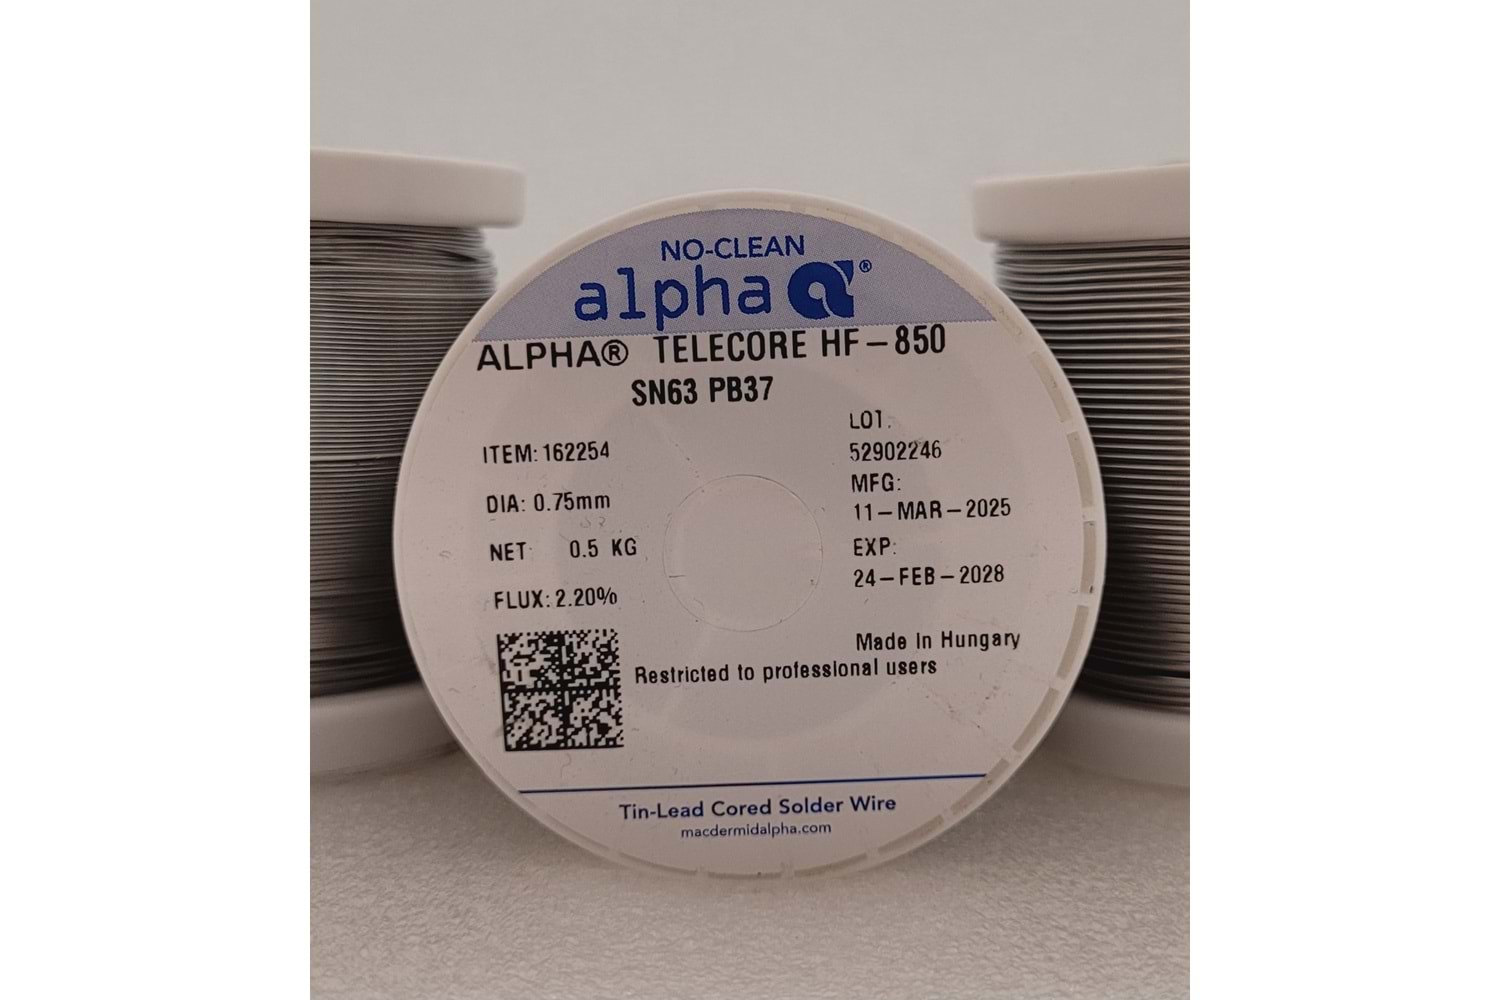 NO-CLEAN
alpha ®
ALPHA® TELECORE HF-850
SN63 PB37
ITEM: 162254
DIA: 0.75mm
NET: 0.5 KG
FLUX: 2.20%
LOT:
52902246
MFG:
11-MAR-2025
EXP:
24-FEB-2028
Made In Hungary
Restricted to professional users
Tin-Lead Cored Solder Wire
macdermidalpha.com